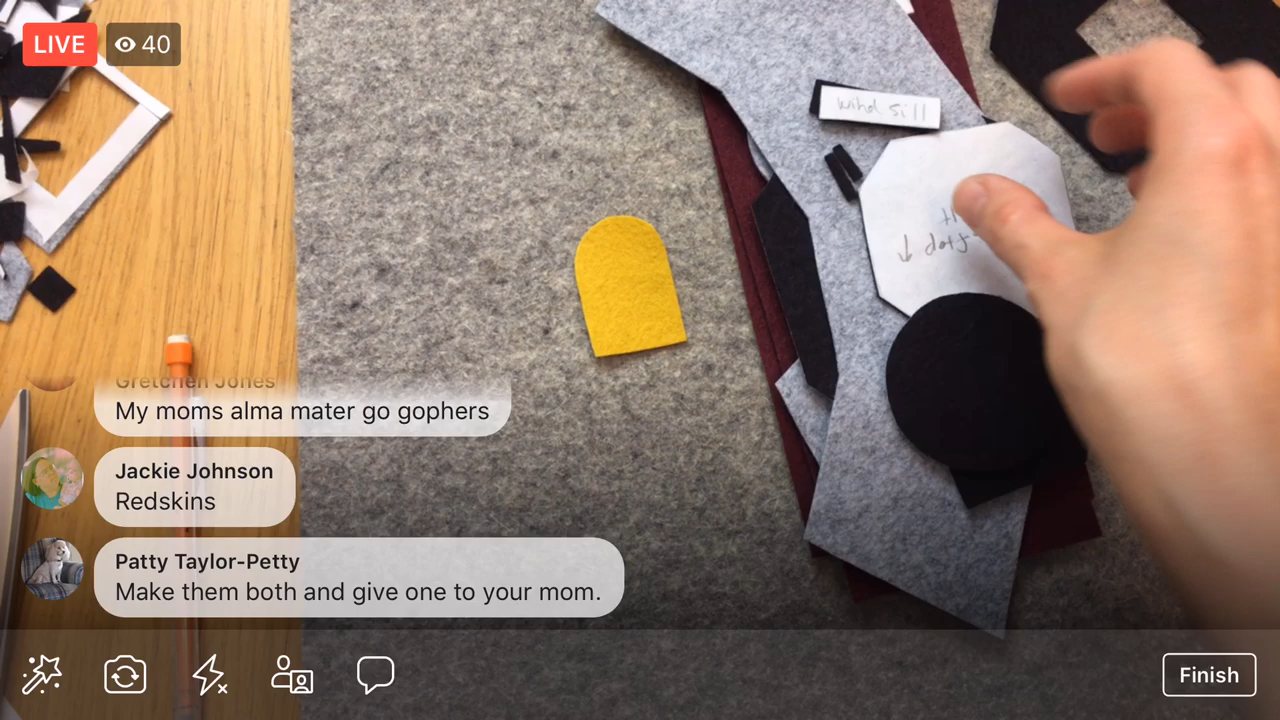 LIVE
40
wind sill
Gretchen Jones
My moms alma mater go gophers
Jackie Johnson
Redskins
Patty Taylor-Petty
Make them both and give one to your mom.
Finish